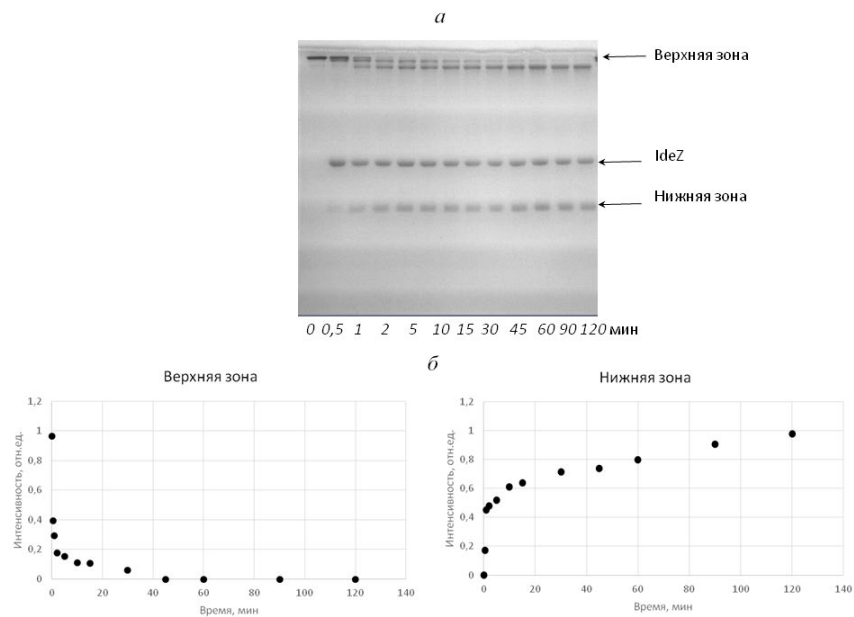 а
Верхняя зона
IdeZ
Нижняя зона
0 0,5 1 2 5 10 15 30 45 60 90 120 мин
б
Верхняя зона
Интенсивность, отн.ед.
1,2
1
0,8
0,6
0,4
0,2
0
0 20 40 60 80 100 120 140
Время, мин
Нижняя зона
Интенсивность, отн.ед.
1,2
1
0,8
0,6
0,4
0,2
0
0 20 40 60 80 100 120 140
Время, мин